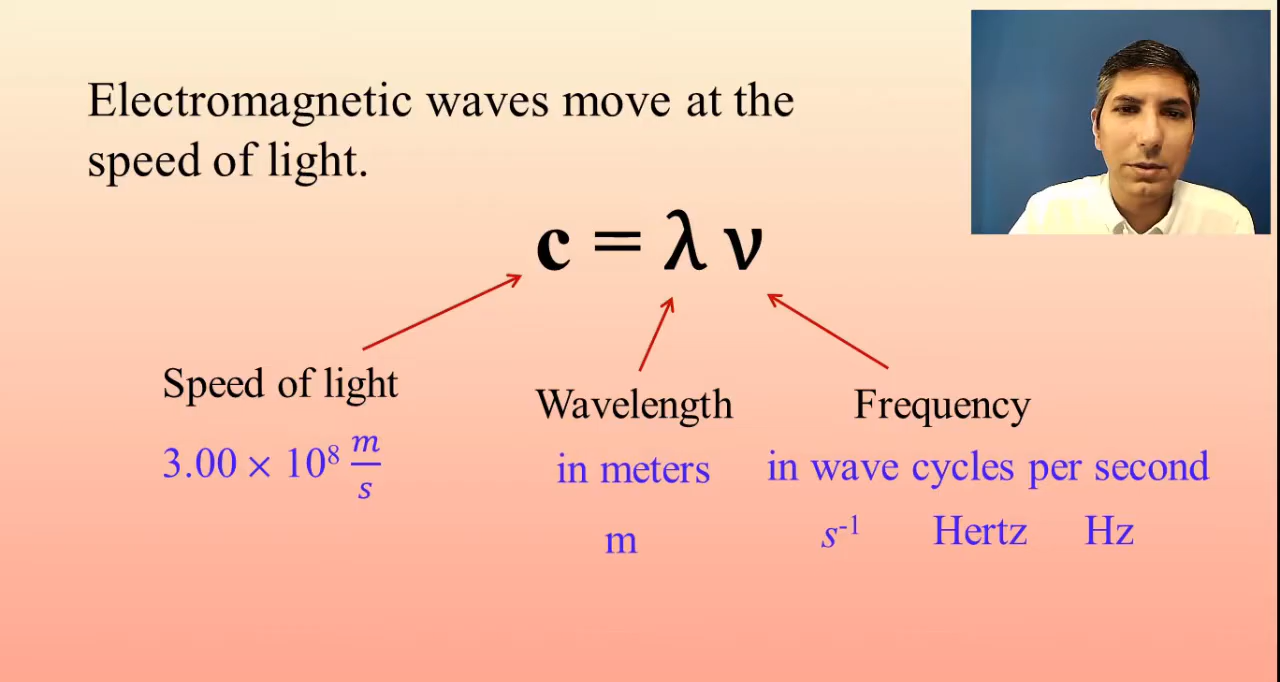 Electromagnetic waves move at the
speed of light.
c = λ ν
Speed of light
3.00 × 10⁸ m/s
Wavelength
in meters
m
Frequency
in wave cycles per second
s⁻¹ Hertz Hz